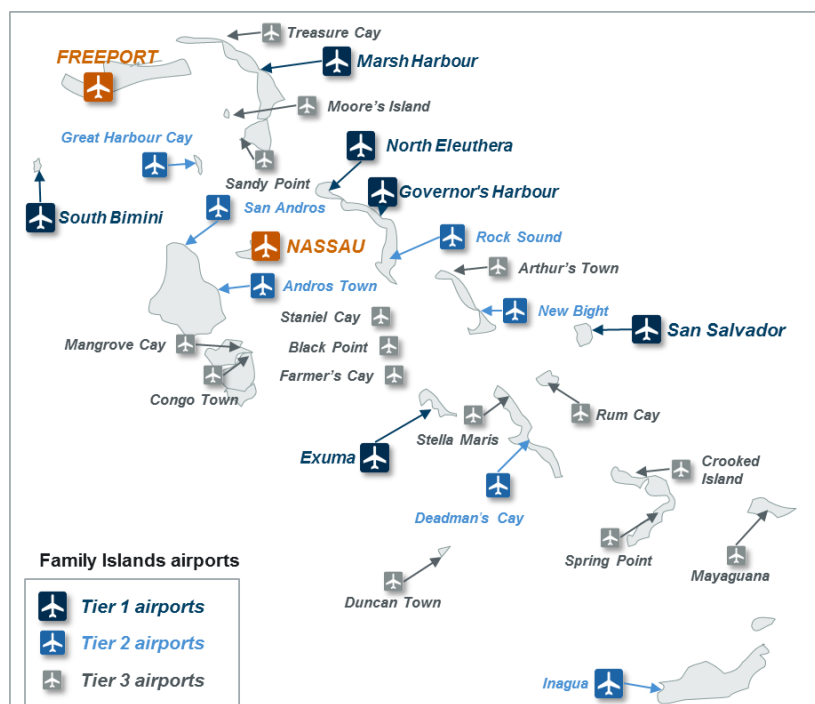 Treasure Cay
FREEPORT
Marsh Harbour
Moore's Island
Great Harbour Cay
North Eleuthera
Sandy Point
Governor's Harbour
San Andros
South Bimini
NASSAU
Rock Sound
Arthur's Town
Andros Town
Staniel Cay
New Bight
San Salvador
Mangrove Cay
Black Point
Farmer's Cay
Congo Town
Rum Cay
Stella Maris
Exuma
Crooked
Island
Deadman's Cay
Spring Point
Mayaguana
Duncan Town
Family Islands airports
Tier 1 airports
Tier 2 airports
Tier 3 airports
Inagua